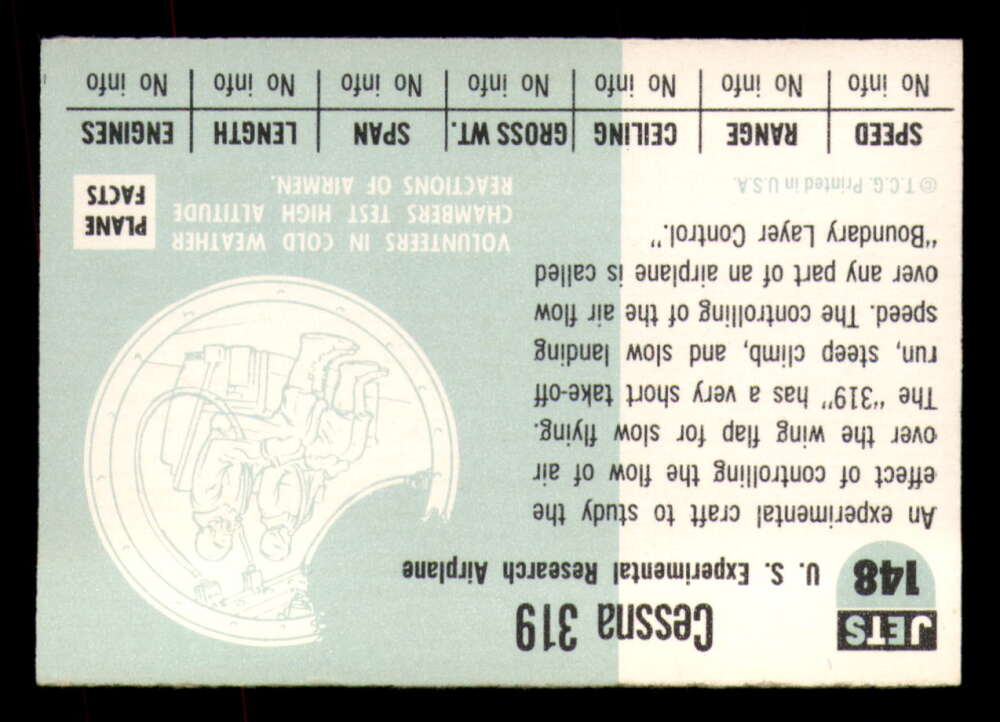 JETS
148
Cessna 319
U. S. Experimental Research Airplane
An experimental craft to study the
effect of controlling the flow of air
over the wing flap for slow flying.
The "319" has a very short take-off
run, steep climb, and slow landing
speed. The controlling of the air flow
over any part of an airplane is called
"Boundary Layer Control."
© T.C.G. Printed in U.S.A.
VOLUNTEERS IN COLD WEATHER
CHAMBERS TEST HIGH ALTITUDE
REACTIONS OF AIRMEN.
PLANE
FACTS
SPEED RANGE CEILING GROSS WT. SPAN LENGTH ENGINES
No info No info No info No info No info No info No info